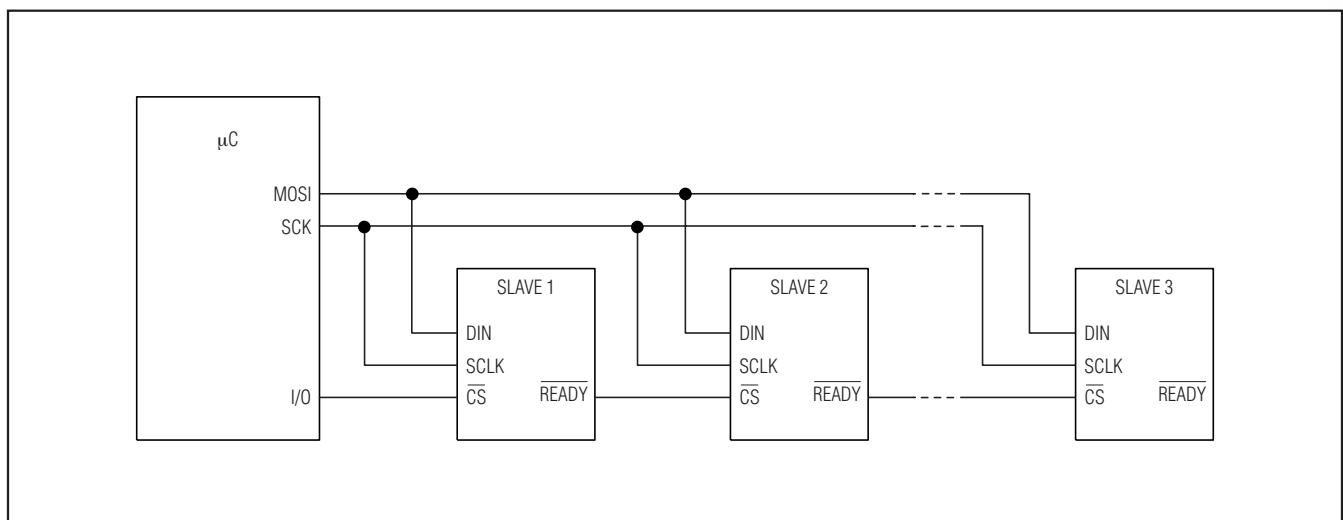 μC
MOSI
SCK
I/O
SLAVE 1
DIN
SCLK
CS
READY
SLAVE 2
DIN
SCLK
CS
READY
SLAVE 3
DIN
SCLK
CS
READY